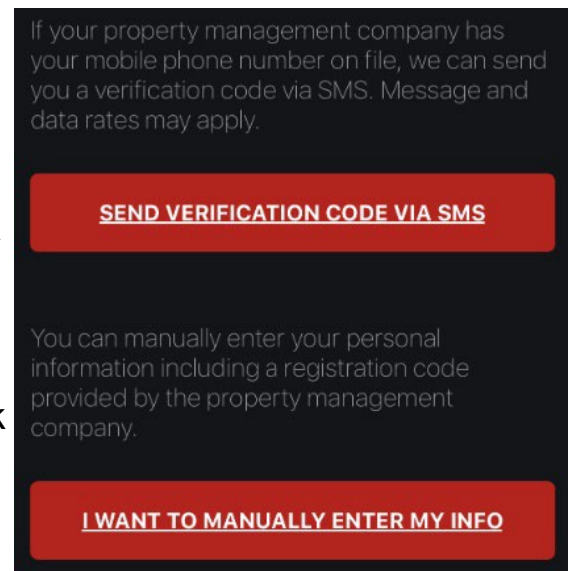 If your property management company has
your mobile phone number on file, we can send
you a verification code via SMS. Message and
data rates may apply.
SEND VERIFICATION CODE VIA SMS
You can manually enter your personal
information including a registration code
provided by the property management
company.
I WANT TO MANUALLY ENTER MY INFO